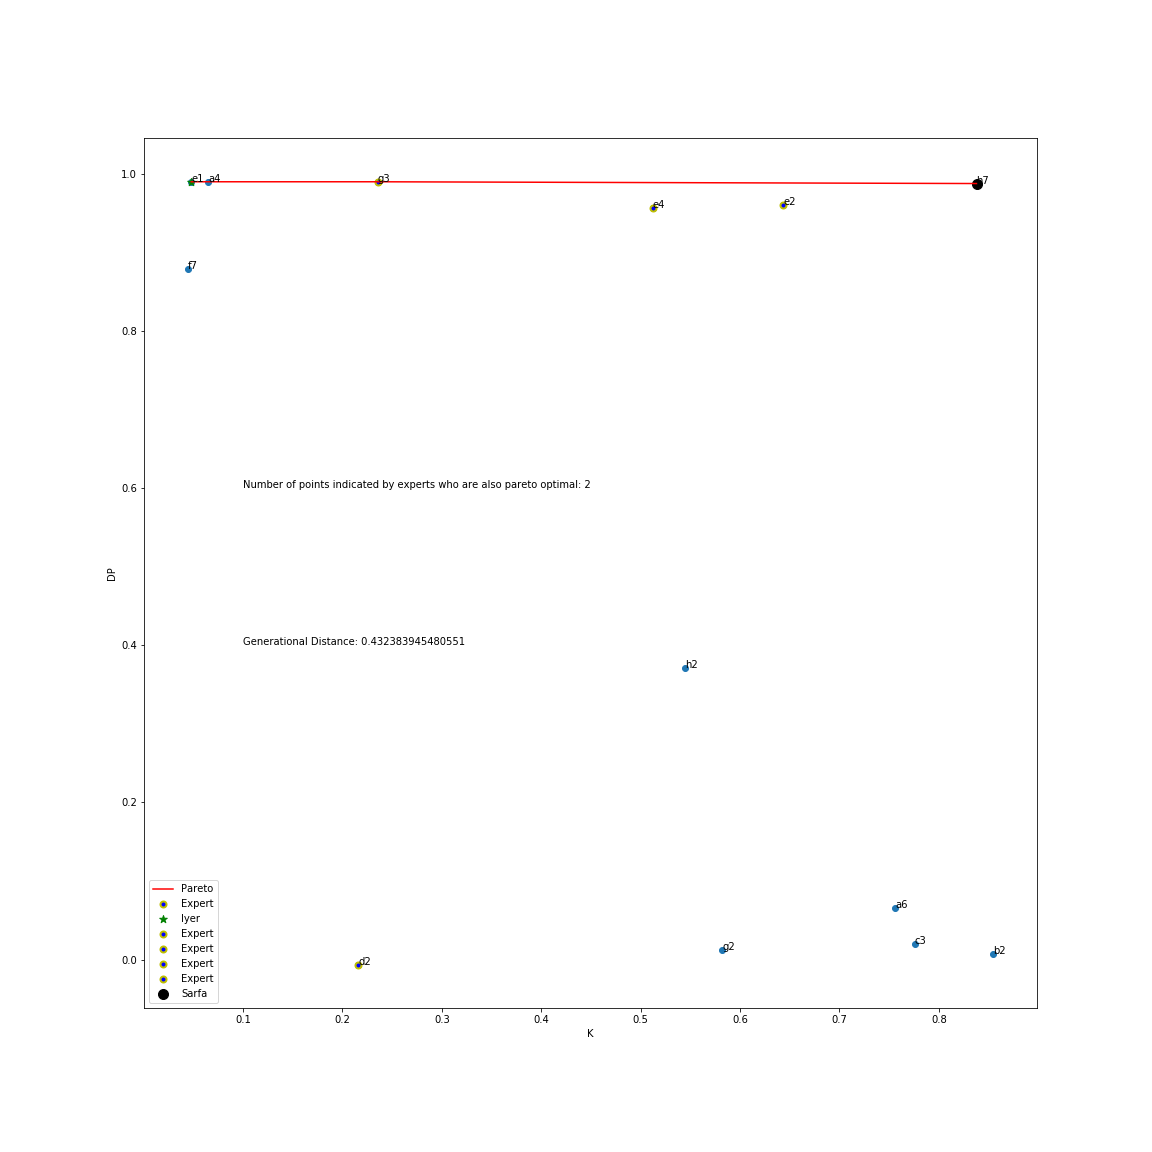 1.0
e1
a4
g3
e4
e2
f7
0.8
Number of points indicated by experts who are also pareto optimal: 2
0.6
DP
Generational Distance: 0.432383945480551
0.4
h2
0.2
a6
c3
g2
b2
d2
0.0
Pareto
Expert
Iyer
Expert
Expert
Expert
Expert
Sarfa
0.1 0.2 0.3 0.4 0.5 0.6 0.7 0.8
K